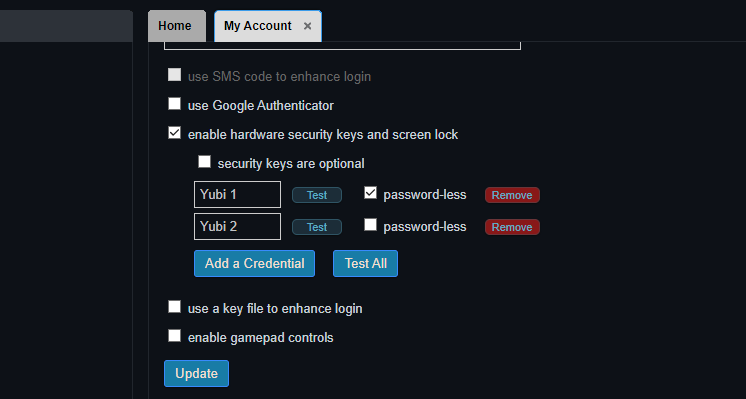 Home My Account ×
use SMS code to enhance login
use Google Authenticator
enable hardware security keys and screen lock
security keys are optional
Yubi 1 Test password-less Remove
Yubi 2 Test password-less Remove
Add a Credential Test All
use a key file to enhance login
enable gamepad controls
Update